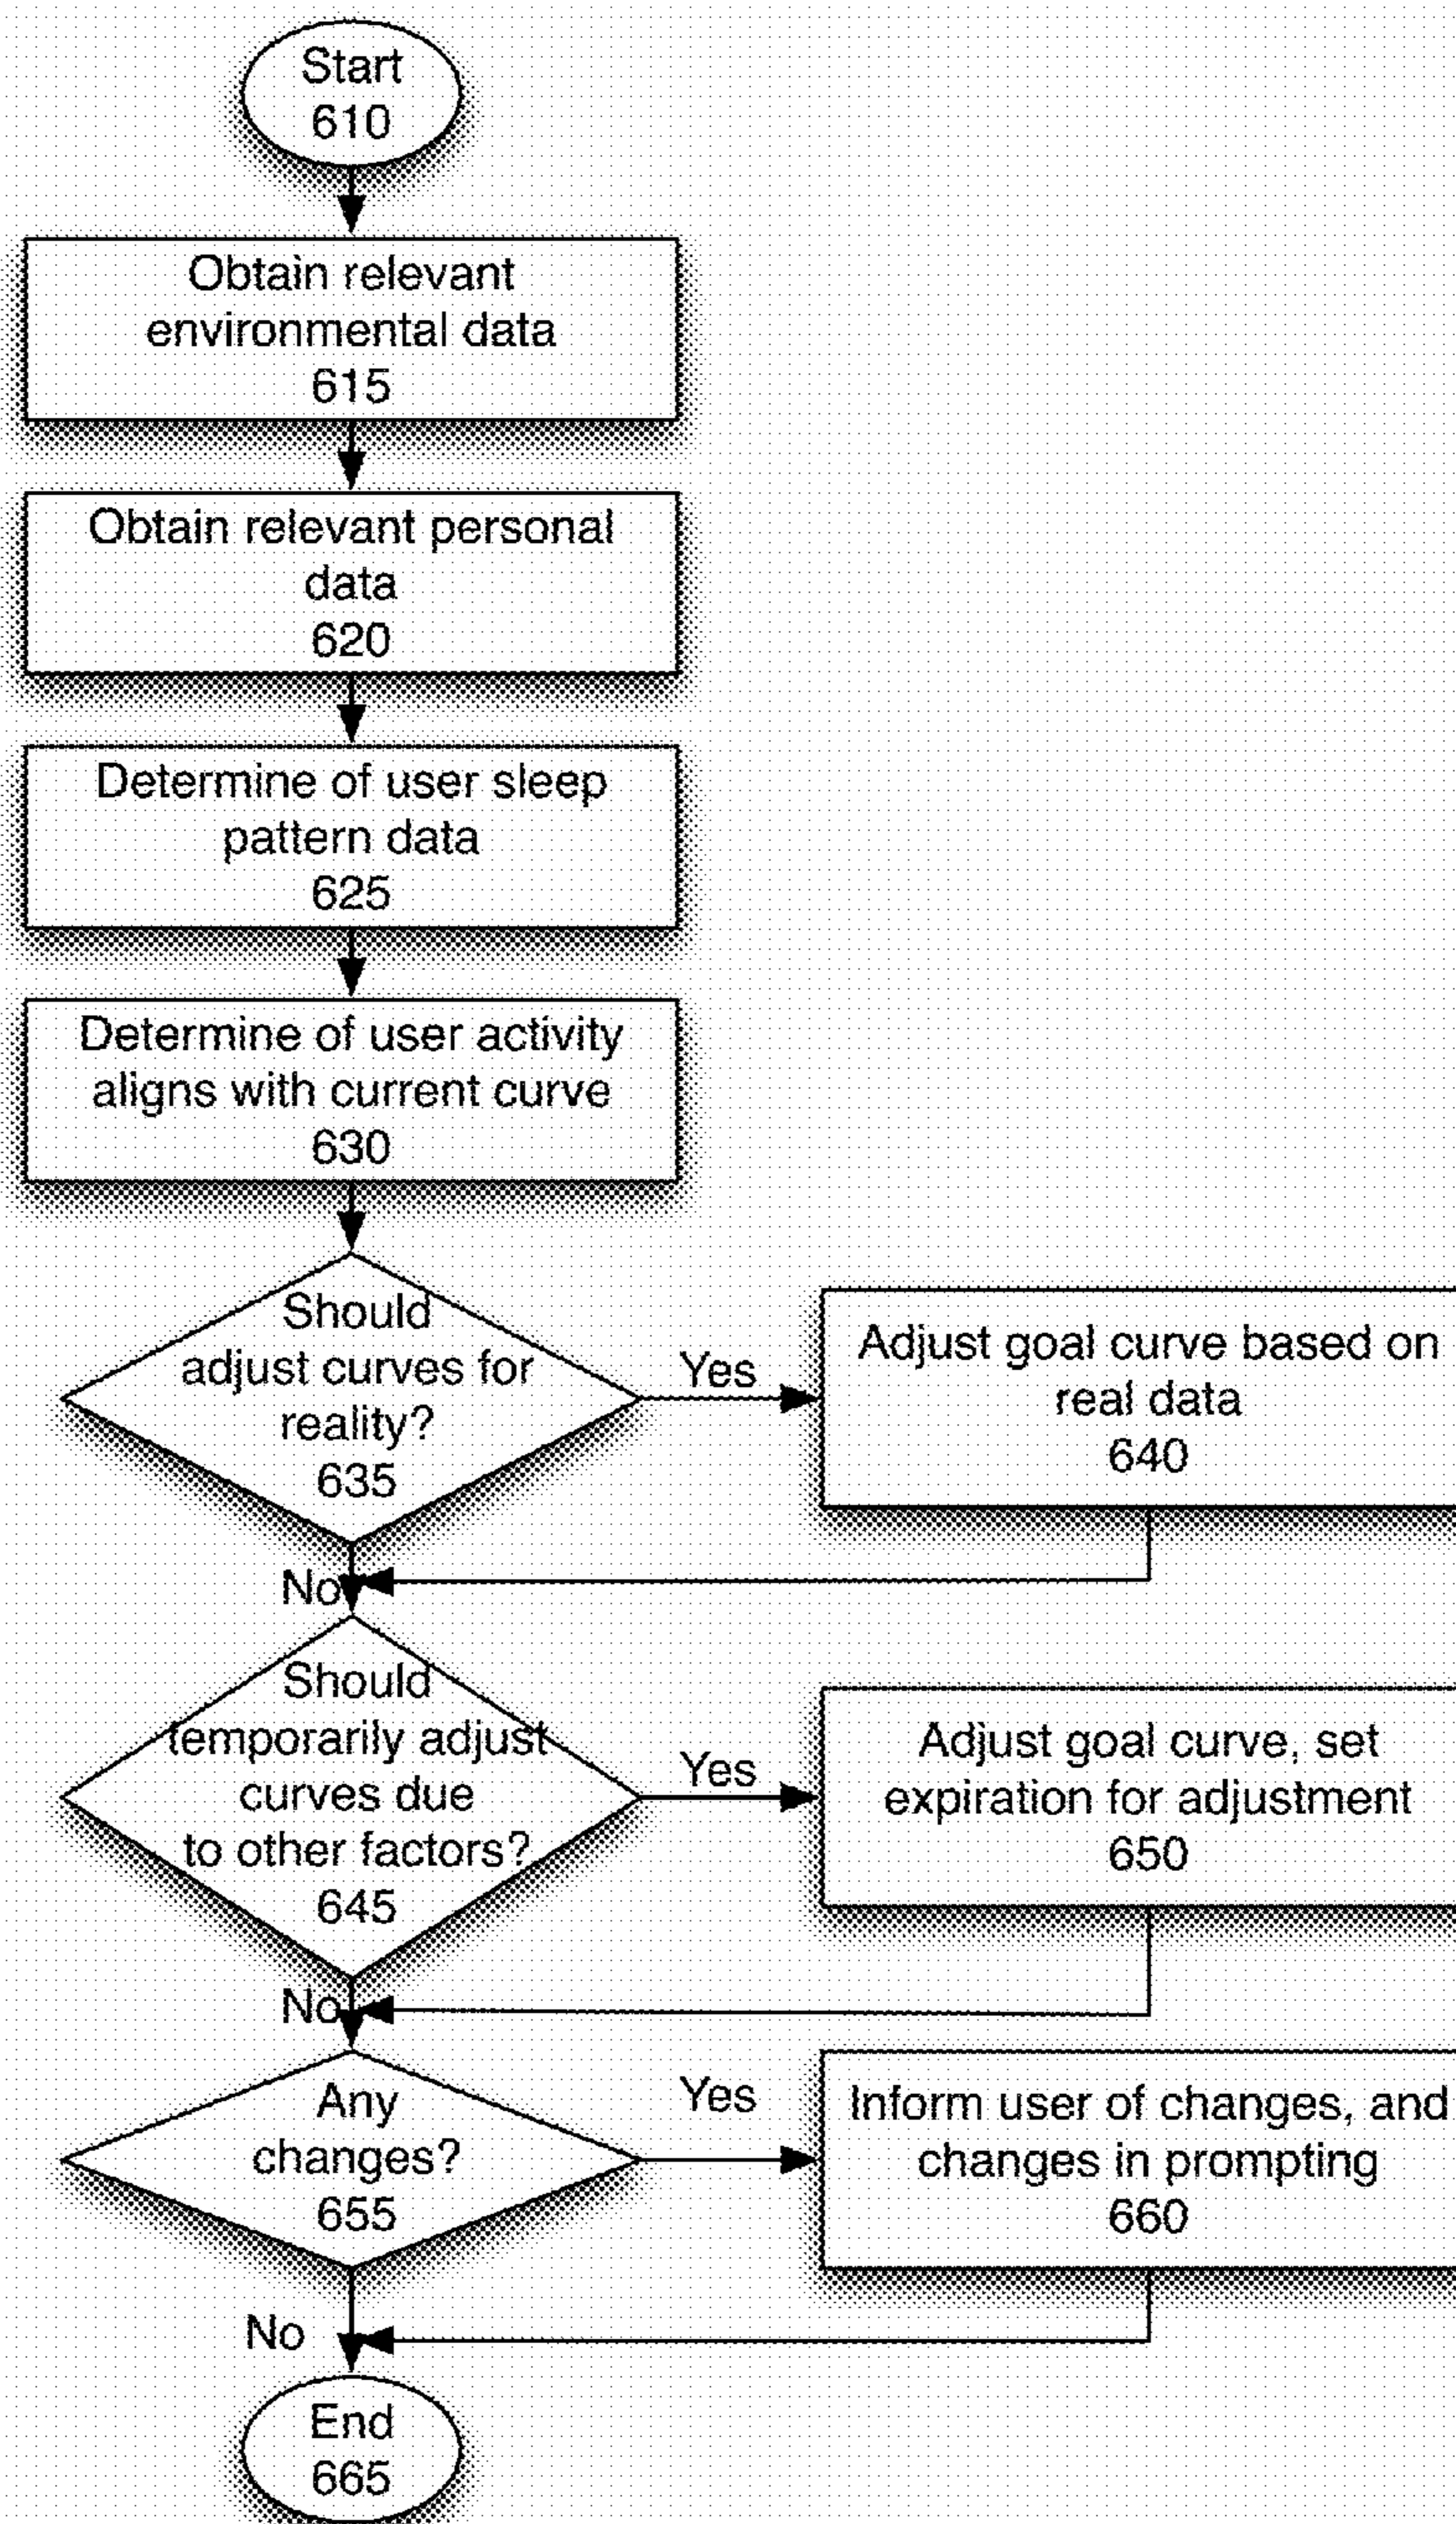 Start
610
Obtain relevant
environmental data
615
Obtain relevant personal
data
620
Determine of user sleep
pattern data
625
Determine of user activity
aligns with current curve
630
Should
adjust curves for
reality?
635
Yes
Adjust goal curve based on
real data
640
No
Should
temporarily adjust
curves due
to other factors?
645
Yes
Adjust goal curve, set
expiration for adjustment
650
No
Any
changes?
655
Yes
Inform user of changes, and
changes in prompting
660
No
End
665